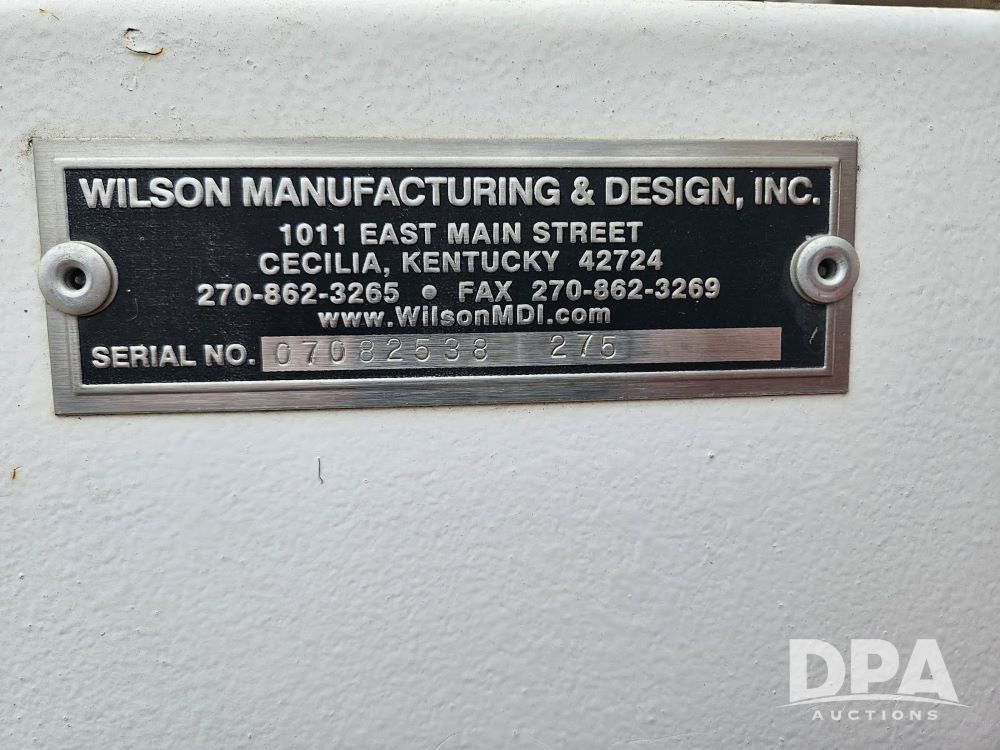 WILSON MANUFACTURING & DESIGN, INC.
1011 EAST MAIN STREET
CECILIA, KENTUCKY 42724
270-862-3265 • FAX 270-862-3269
www.WilsonMDI.com
SERIAL NO. 07082538 275
DPA
AUCTIONS